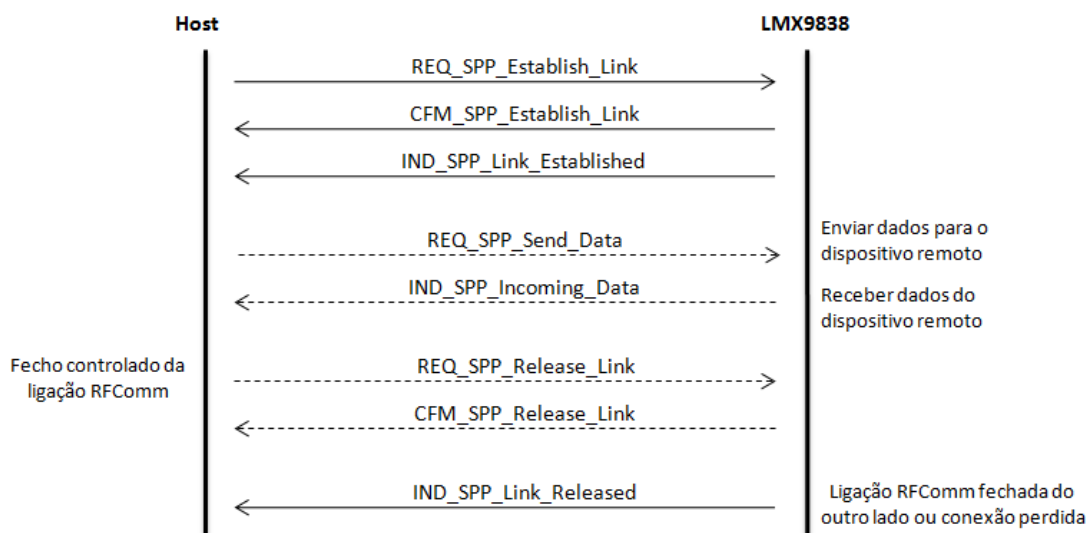 Host
LMX9838
REQ_SPP_Establish_Link
CFM_SPP_Establish_Link
IND_SPP_Link_Established
REQ_SPP_Send_Data
Enviar dados para o
dispositivo remoto
IND_SPP_Incoming_Data
Receber dados do
dispositivo remoto
Fecho controlado da
ligação RFComm
REQ_SPP_Release_Link
CFM_SPP_Release_Link
IND_SPP_Link_Released
Ligação RFComm fechada do
outro lado ou conexão perdida